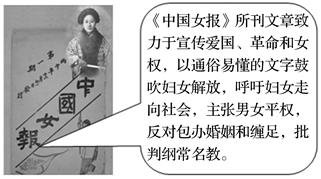 中國女報
《中国女报》所刊文章致
力于宣传爱国、革命和女
权，以通俗易懂的文字鼓
吹妇女解放，呼吁妇女走
向社会，主张男女平权，
反对包办婚姻和缠足，批
判纲常名教。